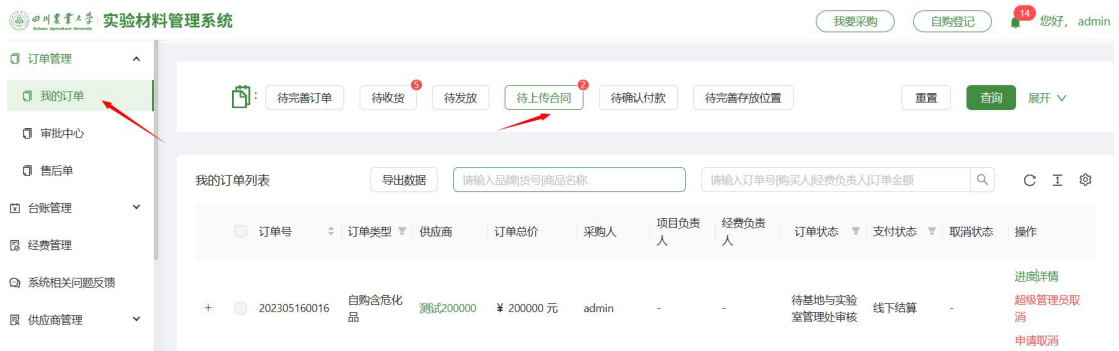 四川农业大学 实验材料管理系统 我要采购 自购登记 14 您好， admin
Sichuan Agricultural University
订单管理
我的订单
审批中心
售后单
台账管理
经费管理
系统相关问题反馈
供应商管理
: 待完善订单 待收货 5 待发放 待上传合同 2 待确认付款 待完善存放位置 重置 查询 展开
我的订单列表 导出数据 请输入品牌|货号|商品名称 请输入订单号|购买人|经费负责人|订单金额
订单号 订单类型 供应商 订单总价 采购人 项目负责人 经费负责人 订单状态 支付状态 取消状态 操作
+ 202305160016 自购含危化品 测试200000 ¥ 200000 元 admin - - 待基地与实验室管理处审核 线下结算 -
进度详情
超级管理员取消
申请取消